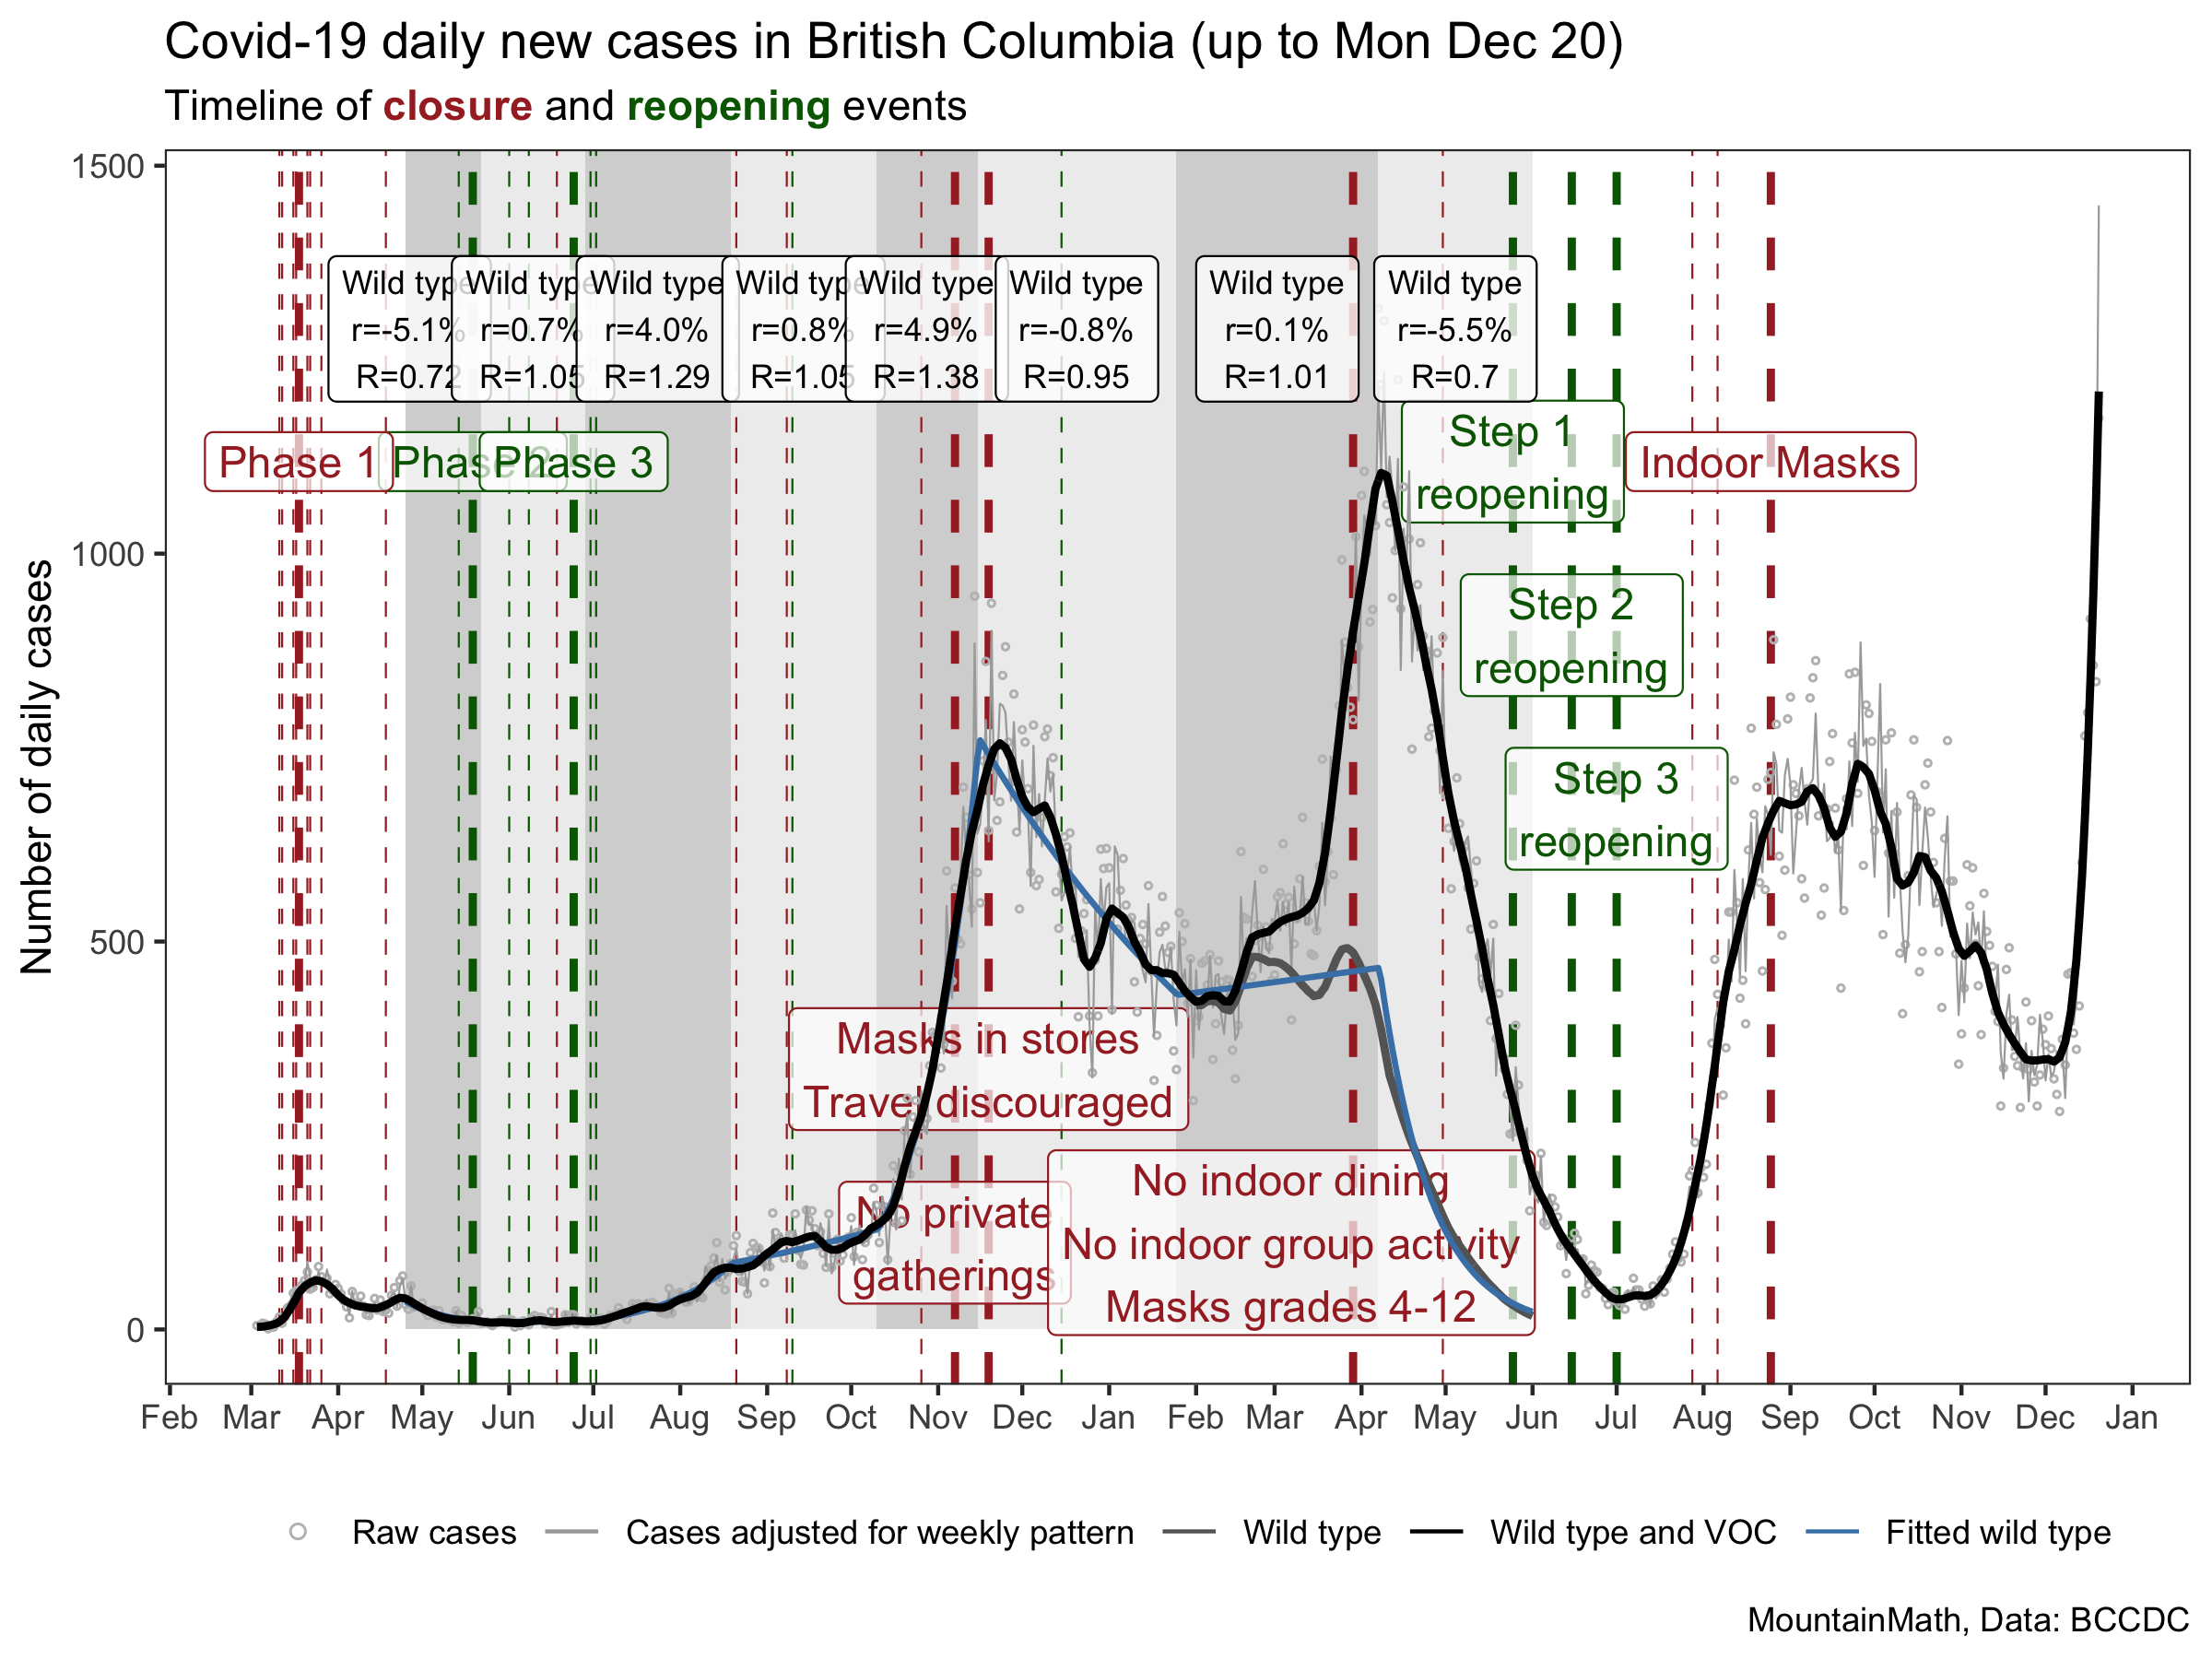 Covid-19 daily new cases in British Columbia (up to Mon Dec 20)
Timeline of closure and reopening events
Number of daily cases
1500
1000
500
0
Wild type
r=-5.1%
R=0.72
Wild type
r=0.7%
R=1.05
Wild type
r=4.0%
R=1.29
Wild type
r=0.8%
R=1.05
Wild type
r=4.9%
R=1.38
Wild type
r=-0.8%
R=0.95
Wild type
r=0.1%
R=1.01
Wild type
r=-5.5%
R=0.7
Phase 1
Phase 2
Phase 3
Step 1
reopening
Indoor Masks
Step 2
reopening
Step 3
reopening
Masks in stores
Travel discouraged
No private
gatherings
No indoor dining
No indoor group activity
Masks grades 4-12
Feb Mar Apr May Jun Jul Aug Sep Oct Nov Dec Jan Feb Mar Apr May Jun Jul Aug Sep Oct Nov Dec Jan
Raw cases Cases adjusted for weekly pattern Wild type Wild type and VOC Fitted wild type
MountainMath, Data: BCCDC